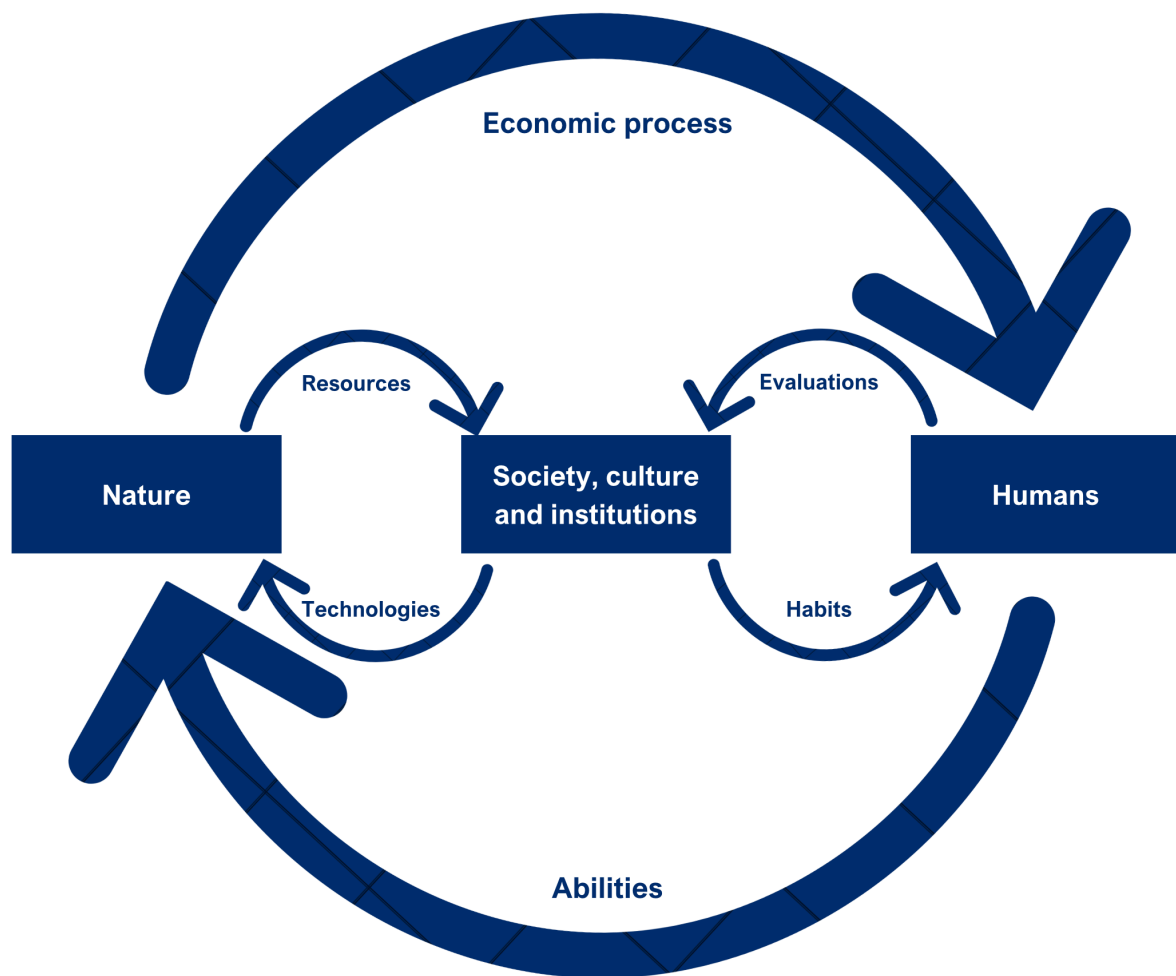 Economic process
Resources
Evaluations
Nature
Society, culture
and institutions
Humans
Technologies
Habits
Abilities